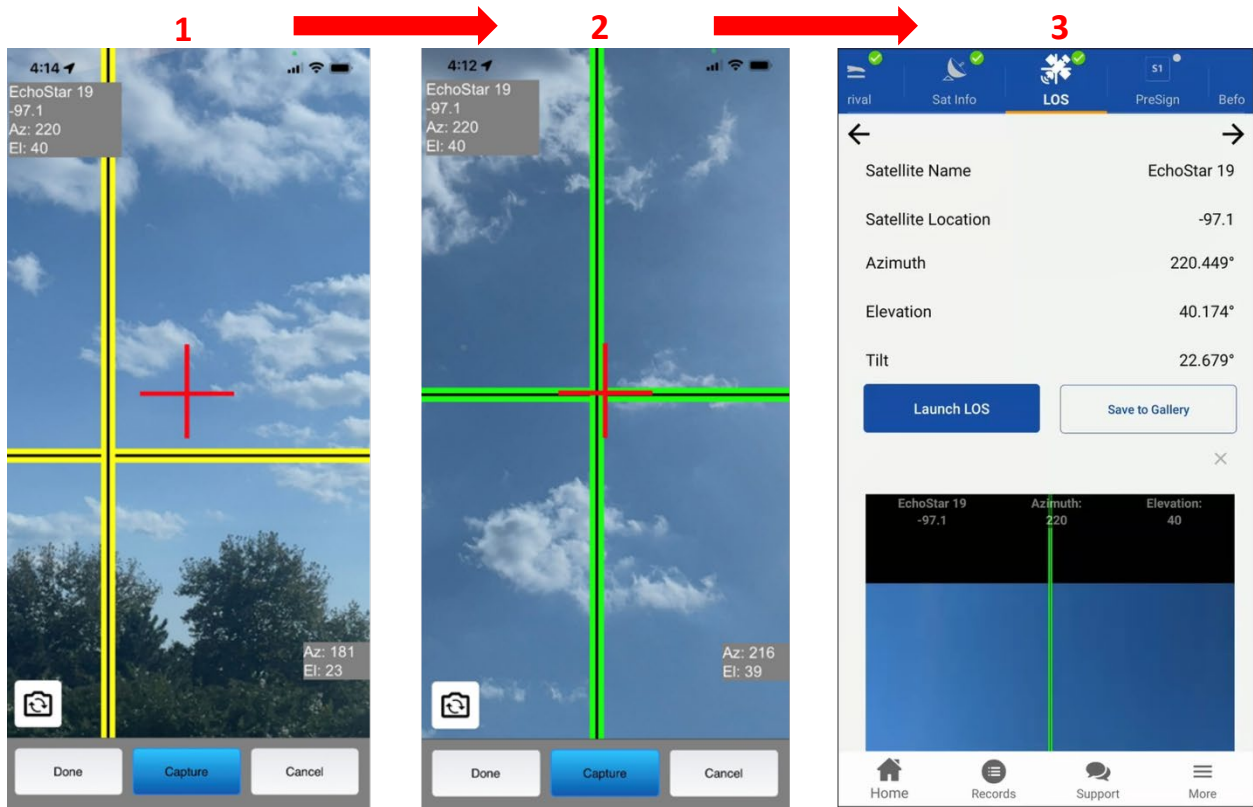 1
2
3
4:14
EchoStar 19
-97.1
Az: 220
El: 40
Az: 181
El: 23
Done
Capture
Cancel
4:12
EchoStar 19
-97.1
Az: 220
El: 40
Az: 216
El: 39
Done
Capture
Cancel
rival
Sat Info
LOS
S1
PreSign
Befo
Satellite Name EchoStar 19
Satellite Location -97.1
Azimuth 220.449°
Elevation 40.174°
Tilt 22.679°
Launch LOS
Save to Gallery
EchoStar 19 Azimuth: Elevation:
-97.1 220 40
Home Records Support More